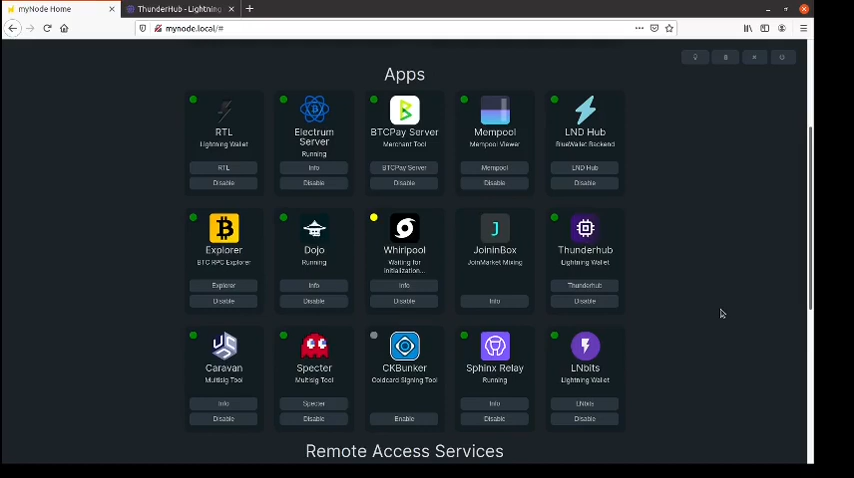 myNode Home
ThunderHub - Lightning
mynode.local/#
Apps
RTL
Lightning Wallet
RTL
Disable
Electrum
Server
Running
Info
Disable
BTCPay Server
Merchant Tool
BTCPay Server
Disable
Mempool
Mempool Viewer
Mempool
Disable
LND Hub
BlueWallet Backend
LND Hub
Disable
Explorer
BTC RPC Explorer
Explorer
Disable
Dojo
Running
Info
Disable
Whirlpool
Waiting for
initialization...
Info
Disable
J
JoininBox
JoinMarket Mixing
Info
Thunderhub
Lightning Wallet
Thunderhub
Disable
Caravan
Multisig Tool
Info
Disable
Specter
Multisig Tool
Specter
Disable
CKBunker
Coldcard Signing Tool
Enable
Sphinx Relay
Running
Info
Disable
LNbits
Lightning Wallet
LNbits
Disable
Remote Access Services